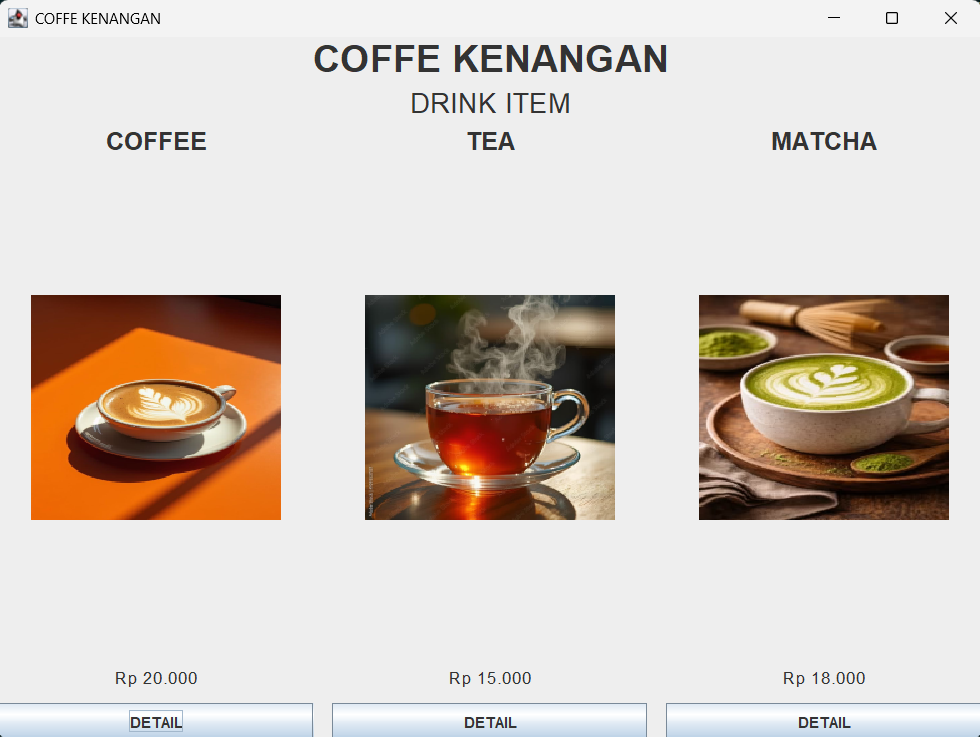 COFFE KENANGAN
COFFE KENANGAN
DRINK ITEM
COFFEE
TEA
MATCHA
Rp 20.000
Rp 15.000
Rp 18.000
DETAIL
DETAIL
DETAIL